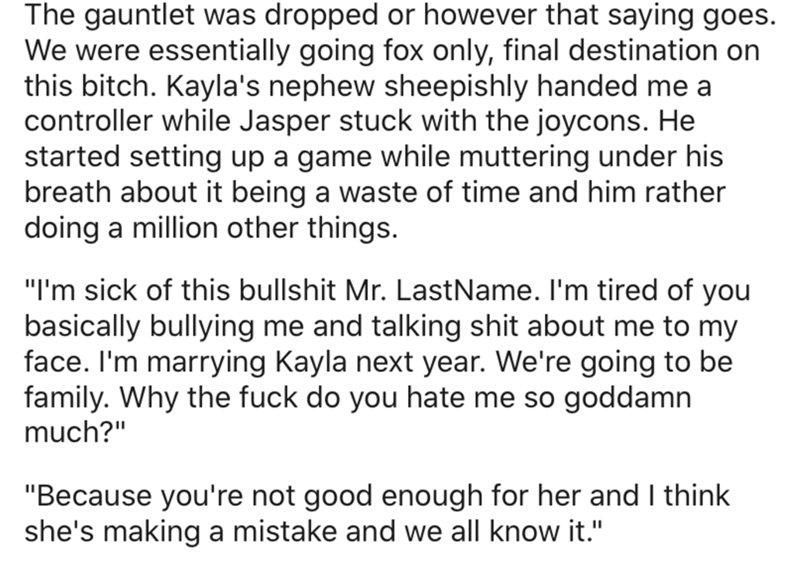 The gauntlet was dropped or however that saying goes.
We were essentially going fox only, final destination on
this bitch. Kayla's nephew sheepishly handed me a
controller while Jasper stuck with the joycons. He
started setting up a game while muttering under his
breath about it being a waste of time and him rather
doing a million other things.
"I'm sick of this bullshit Mr. LastName. I'm tired of you
basically bullying me and talking shit about me to my
face. I'm marrying Kayla next year. We're going to be
family. Why the fuck do you hate me so goddamn
much?"
"Because you're not good enough for her and I think
she's making a mistake and we all know it."